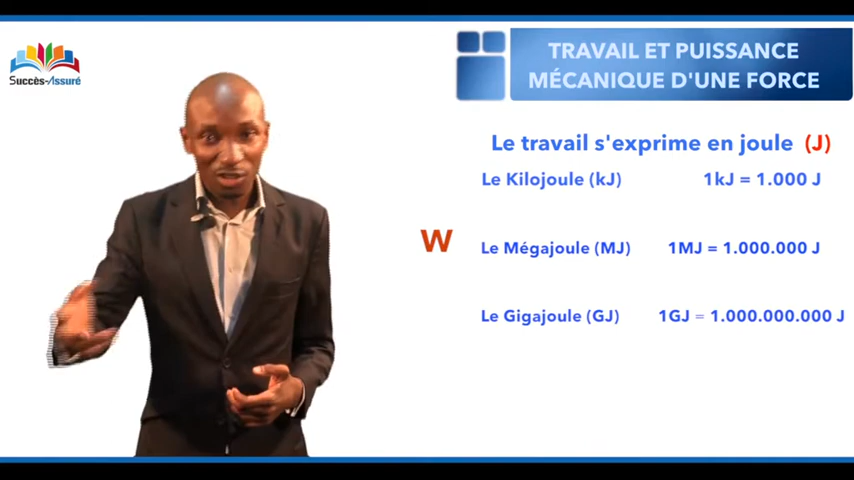 Succès-Assuré
TRAVAIL ET PUISSANCE
MÉCANIQUE D'UNE FORCE
Le travail s'exprime en joule (J)
Le Kilojoule (kJ) 1kJ = 1.000 J
W
Le Mégajoule (MJ) 1MJ = 1.000.000 J
Le Gigajoule (GJ) 1GJ = 1.000.000.000 J